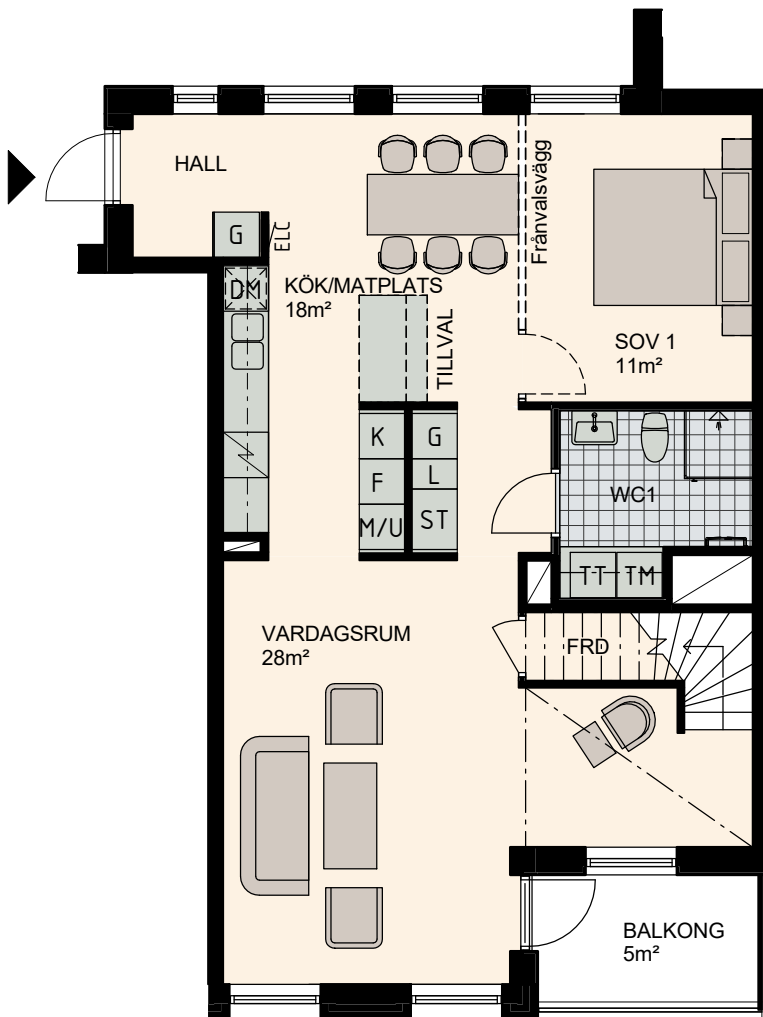 HALL
G
ELC
Frånvalsvägg
DM
KÖK/MATPLATS
18m²
TILLVAL
SOV 1
11m²
K
G
F
L
M/U
ST
WC1
TT
TM
VARDAGSRUM
28m²
FRD
BALKONG
5m²